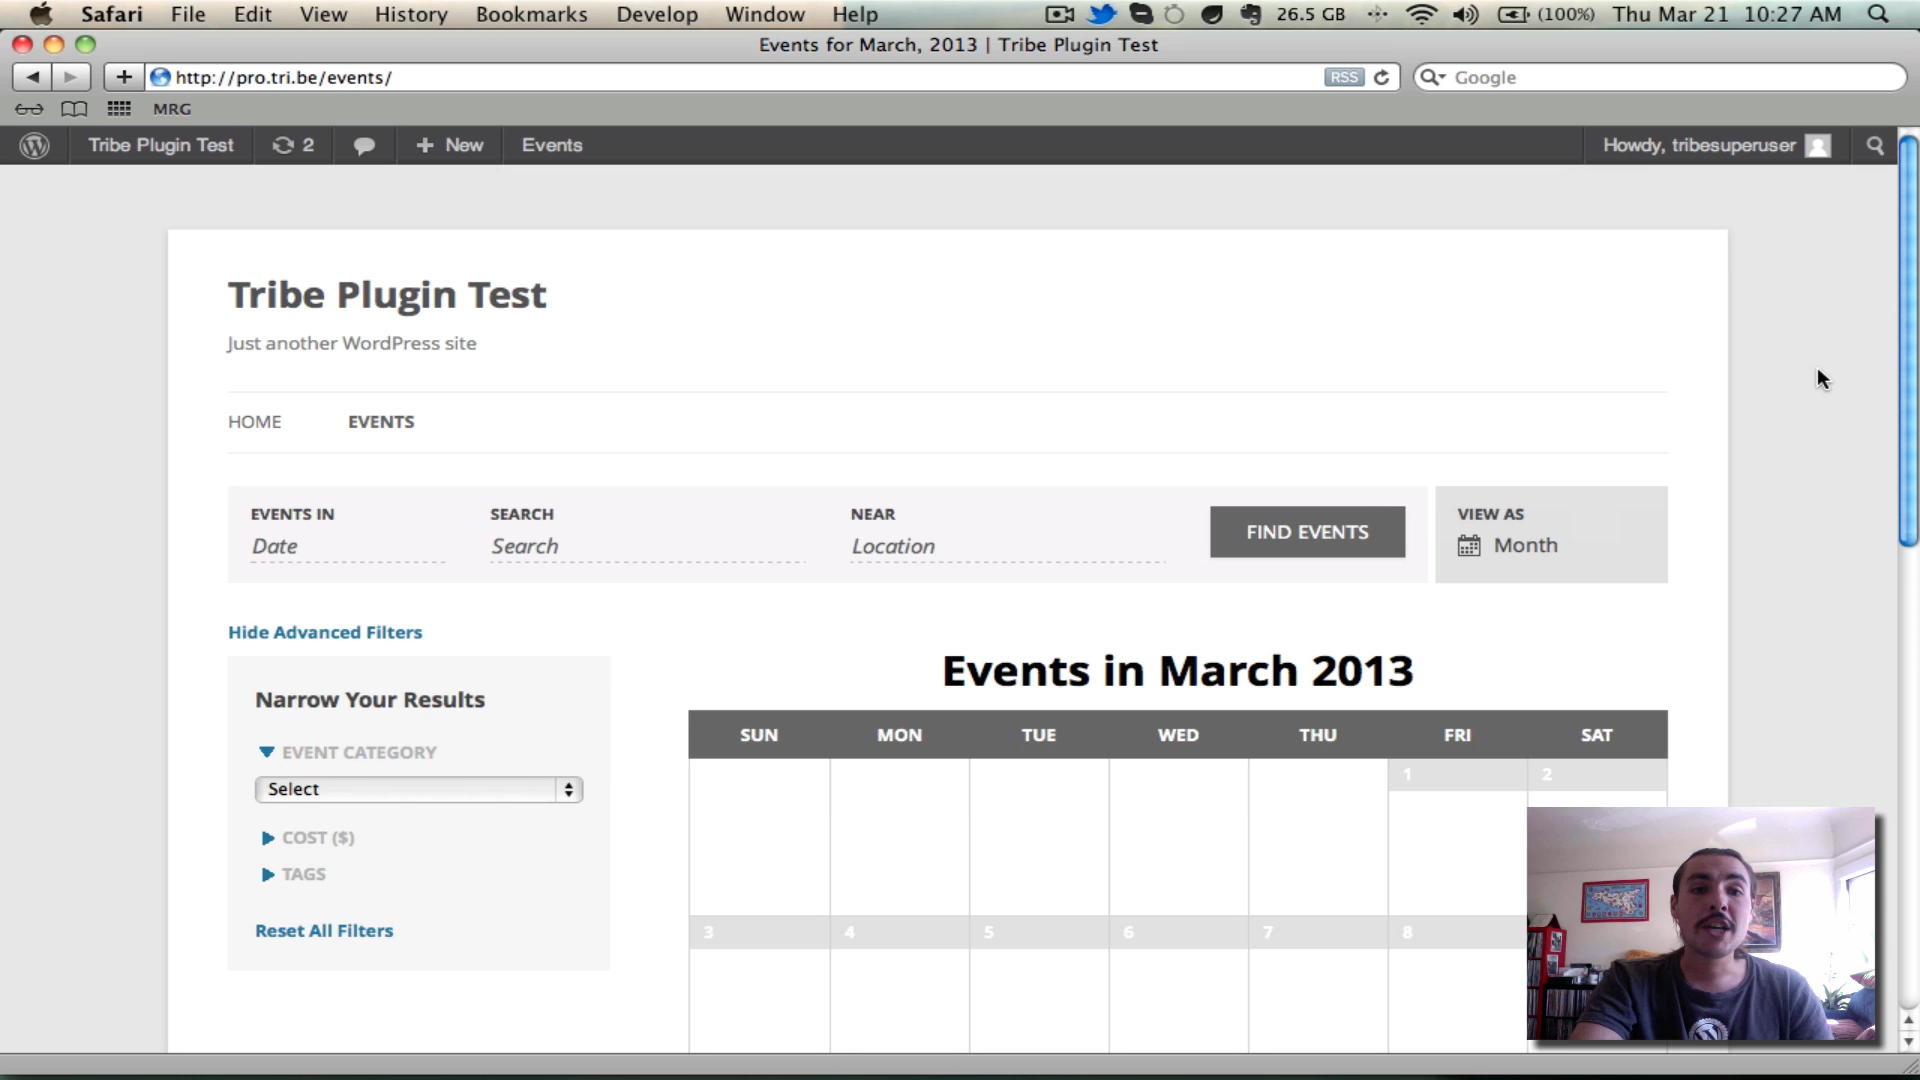 Safari File Edit View History Bookmarks Develop Window Help 26.5 GB (100%) Thu Mar 21 10:27 AM
Events for March, 2013 | Tribe Plugin Test
http://pro.tri.be/events/ RSS Google
MRG
Tribe Plugin Test 2 New Events Howdy, tribesuperuser
Tribe Plugin Test
Just another WordPress site
HOME EVENTS
EVENTS IN SEARCH NEAR VIEW AS
Date Search Location FIND EVENTS Month
Hide Advanced Filters
Narrow Your Results
EVENT CATEGORY
Select
COST ($)
TAGS
Reset All Filters
Events in March 2013
SUN MON TUE WED THU FRI SAT
1 2
3 4 5 6 7 8